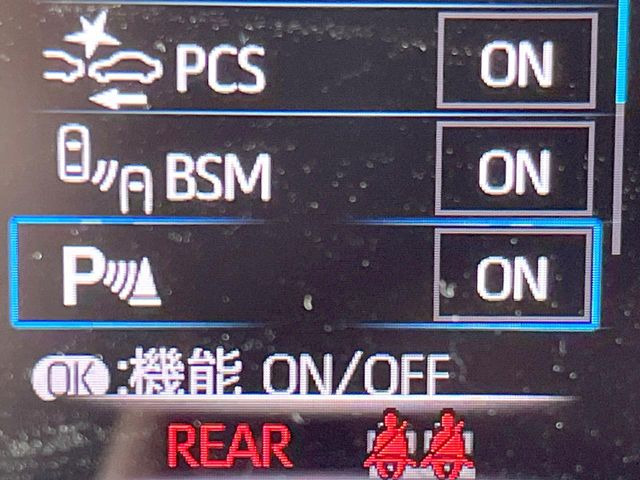 PCS ON
BSM ON
P ON
OK:機能 ON/OFF
REAR